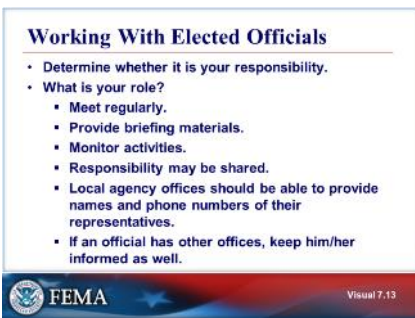 Working With Elected Officials
• Determine whether it is your responsibility.
• What is your role?
▪ Meet regularly.
▪ Provide briefing materials.
▪ Monitor activities.
▪ Responsibility may be shared.
▪ Local agency offices should be able to provide
names and phone numbers of their
representatives.
▪ If an official has other offices, keep him/her
informed as well.
FEMA
Visual 7.13